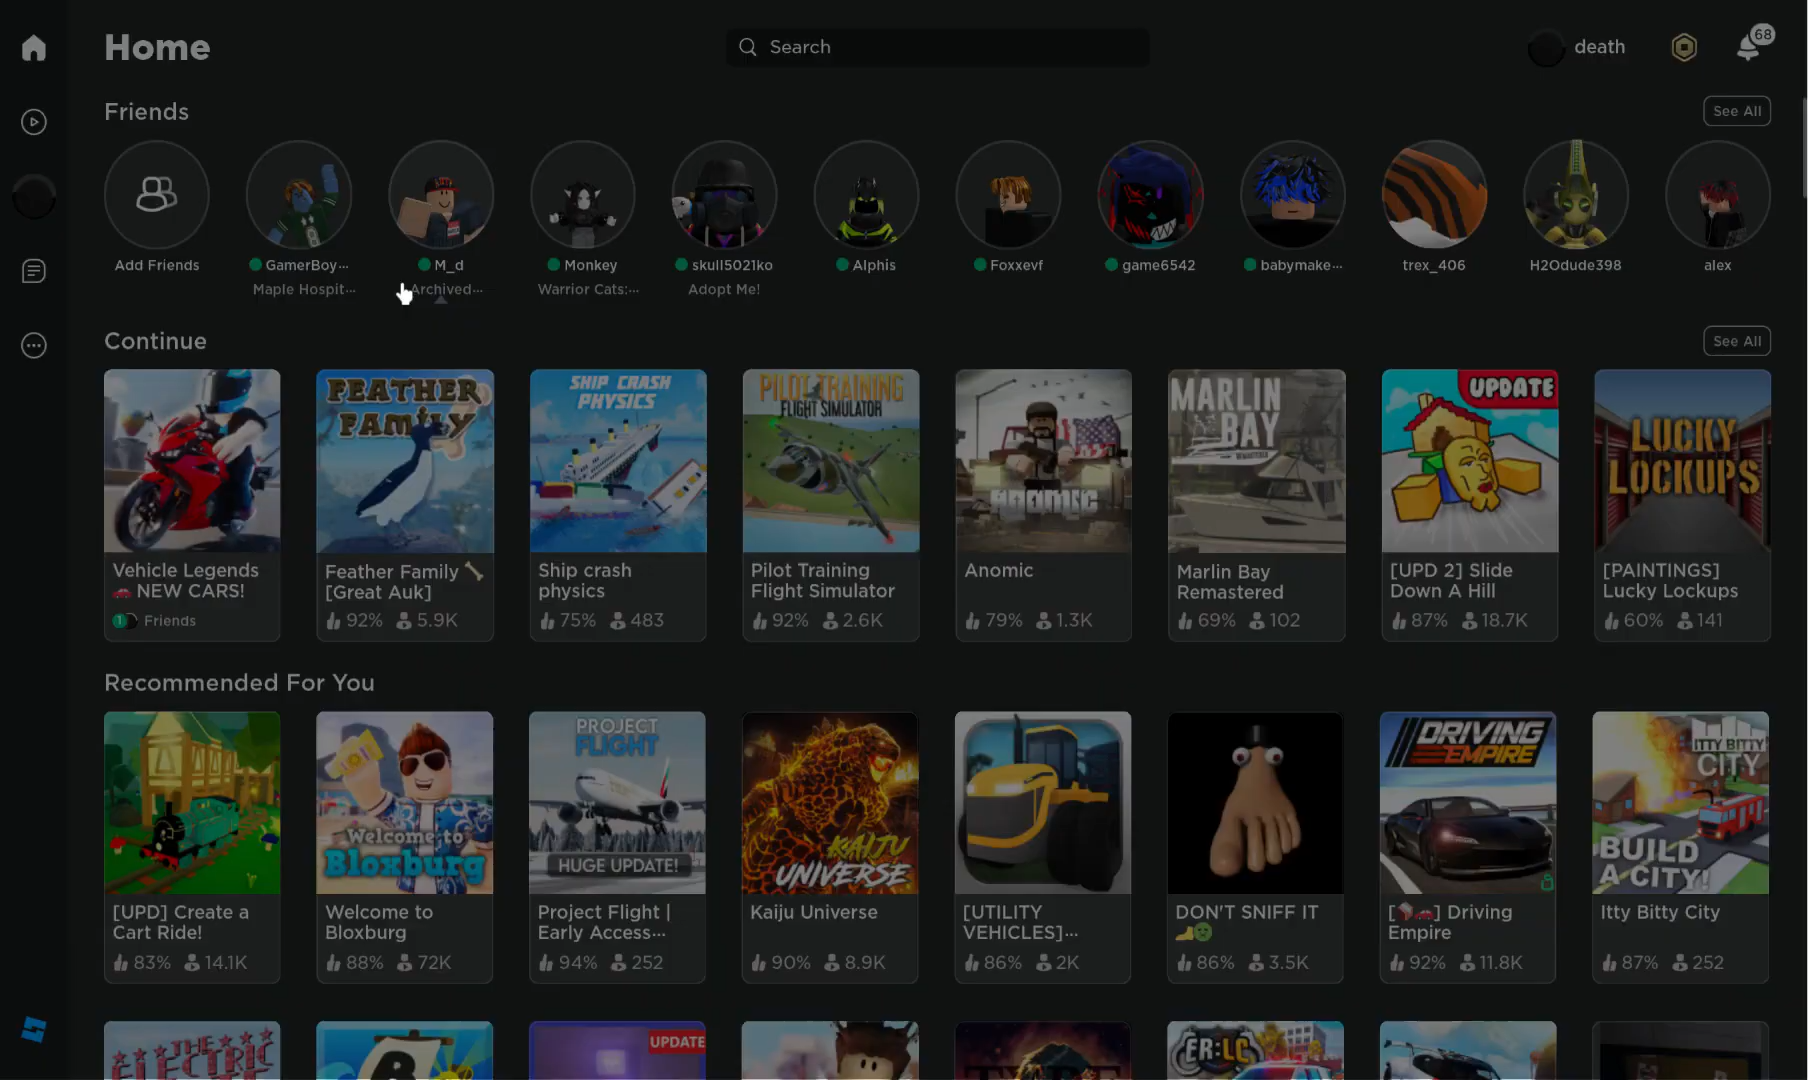 Home
Search
death
68
Friends
See All
Add Friends
GamerBoy...
M_d
Monkey
skull5021ko
Alphis
Foxxevf
game6542
babymake...
trex_406
H2Odude398
alex
Maple Hospit...
Archived...
Warrior Cats:...
Adopt Me!
Continue
See All
FEATHER
FAMILY
SHIP CRASH
PHYSICS
PILOT TRAINING
FLIGHT SIMULATOR
anomic
MARLIN
BAY
UPDATE
LUCKY
LOCKUPS
Vehicle Legends
NEW CARS!
1 Friends
Feather Family
[Great Auk]
92% 5.9K
Ship crash
physics
75% 483
Pilot Training
Flight Simulator
92% 2.6K
Anomic
79% 1.3K
Marlin Bay
Remastered
69% 102
[UPD 2] Slide
Down A Hill
87% 18.7K
[PAINTINGS]
Lucky Lockups
60% 141
Recommended For You
Welcome to
Bloxburg
PROJECT
FLIGHT
HUGE UPDATE!
KAIJU
UNIVERSE
DRIVING
EMPIRE
ITTY BITTY
CITY
BUILD
A CITY!
[UPD] Create a
Cart Ride!
83% 14.1K
Welcome to
Bloxburg
88% 72K
Project Flight |
Early Access...
94% 252
Kaiju Universe
90% 8.9K
[UTILITY
VEHICLES]...
86% 2K
DON'T SNIFF IT
86% 3.5K
[ ] Driving
Empire
92% 11.8K
Itty Bitty City
87% 252
THE
ELECTRIC
UPDATE
ER:LC